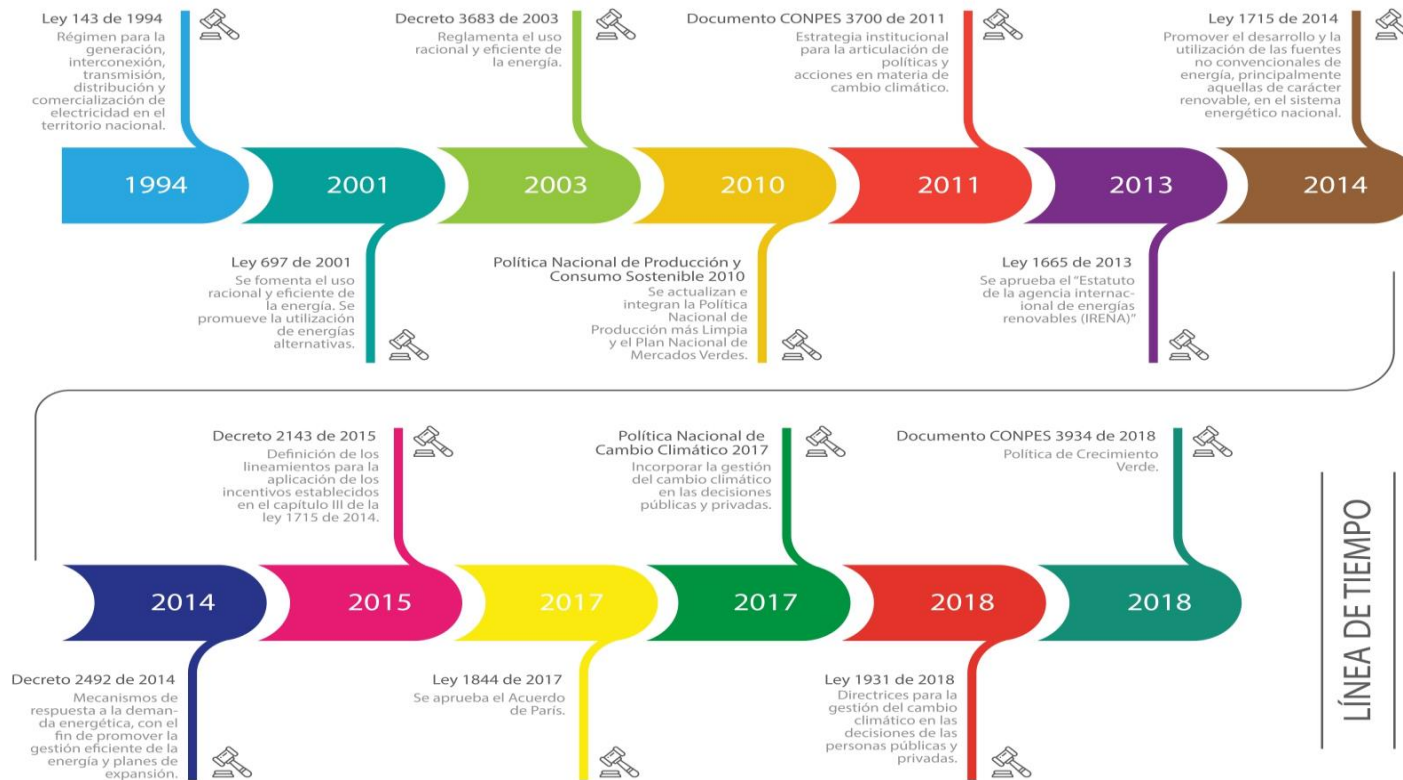 Ley 143 de 1994
Régimen para la
generación,
interconexión,
transmisión,
distribución y
comercialización de
electricidad en el
territorio nacional.
Decreto 3683 de 2003
Reglamenta el uso
racional y eficiente de
la energía.
Documento CONPES 3700 de 2011
Estrategia institucional
para la articulación de
políticas y
acciones en materia de
cambio climático.
Ley 1715 de 2014
Promover el desarrollo y la
utilización de las fuentes
no convencionales de
energía, principalmente
aquellas de carácter
renovable, en el sistema
energético nacional.
1994
2001
2003
2010
2011
2013
2014
Ley 697 de 2001
Se fomenta el uso
racional y eficiente de
la energía. Se
promueve la utilización
de energías
alternativas.
Política Nacional de Producción y
Consumo Sostenible 2010
Se actualizan e
integran la Política
Nacional de
Producción más Limpia
y el Plan Nacional de
Mercados Verdes.
Ley 1665 de 2013
Se aprueba el "Estatuto
de la agencia internac-
ional de energías
renovables (IRENA)"
Decreto 2143 de 2015
Definición de los
lineamientos para la
aplicación de los
incentivos establecidos
en el capítulo III de la
ley 1715 de 2014.
Política Nacional de
Cambio Climático 2017
Incorporar la gestión
del cambio climático
en las decisiones
públicas y privadas.
Documento CONPES 3934 de 2018
Política de Crecimiento
Verde.
2014
2015
2017
2017
2018
2018
Decreto 2492 de 2014
Mecanismos de
respuesta a la deman-
da energética, con el
fin de promover la
gestión eficiente de la
energía y planes de
expansión.
Ley 1844 de 2017
Se aprueba el Acuerdo
de París.
Ley 1931 de 2018
Directrices para la
gestión del cambio
climático en las
decisiones de las
personas públicas y
privadas.
LÍNEA DE TIEMPO